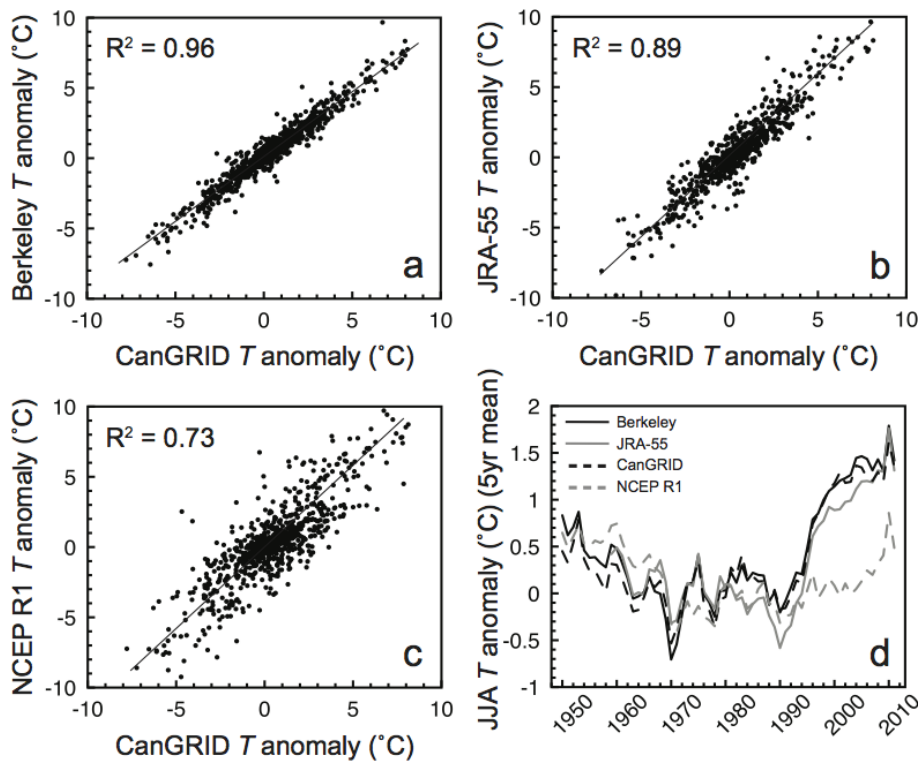 Berkeley T anomaly (˚C)
10
5
0
-5
-10
R² = 0.96
a
-10 -5 0 5 10
CanGRID T anomaly (˚C)
JRA-55 T anomaly (˚C)
10
5
0
-5
-10
R² = 0.89
b
-10 -5 0 5 10
CanGRID T anomaly (˚C)
NCEP R1 T anomaly (˚C)
10
5
0
-5
-10
R² = 0.73
c
-10 -5 0 5 10
CanGRID T anomaly (˚C)
JJA T anomaly (˚C) (5yr mean)
2
1.5
1
0.5
0
-0.5
-1
Berkeley
JRA-55
CanGRID
NCEP R1
d
1950 1960 1970 1980 1990 2000 2010